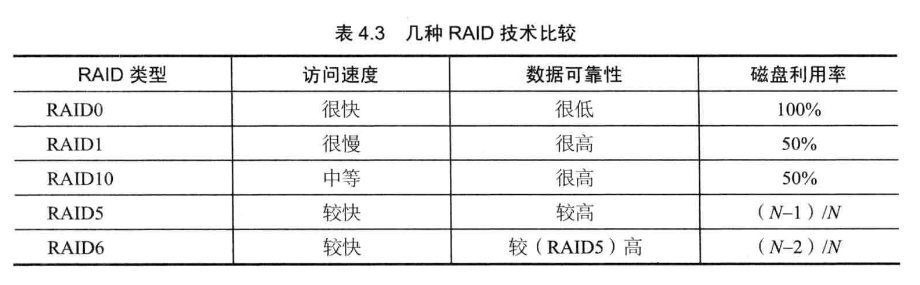 表 4.3 几种 RAID 技术比较
RAID 类型 访问速度 数据可靠性 磁盘利用率
RAID0 很快 很低 100%
RAID1 很慢 很高 50%
RAID10 中等 很高 50%
RAID5 较快 较高 （N–1）/N
RAID6 较快 较（RAID5）高 （N–2）/N